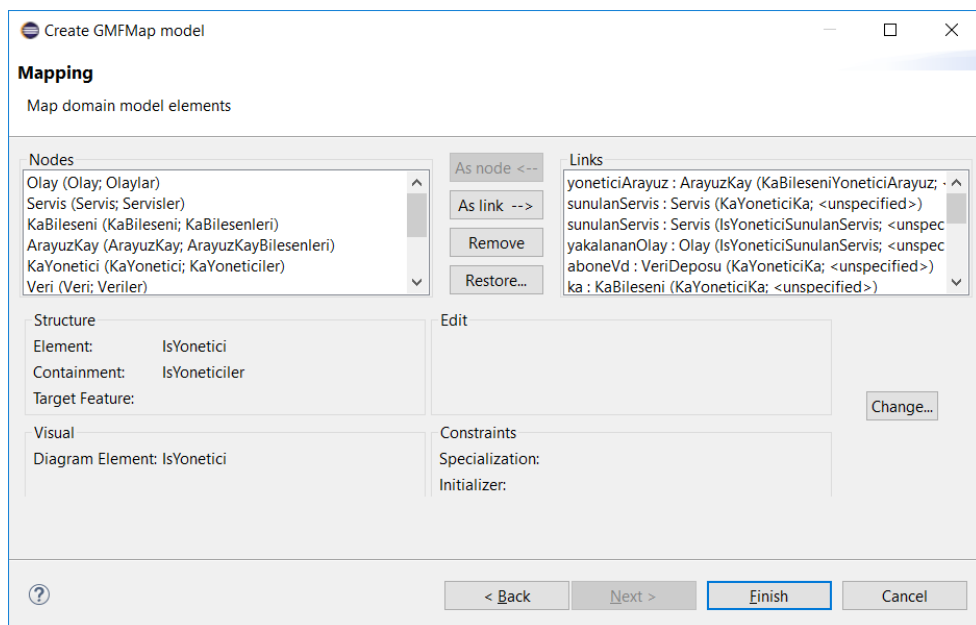 Create GMFMap model
Mapping
Map domain model elements
Nodes
Olay (Olay; Olaylar)
Servis (Servis; Servisler)
KaBileseni (KaBileseni; KaBilesenleri)
ArayuzKay (ArayuzKay; ArayuzKayBilesenleri)
KaYonetici (KaYonetici; KaYoneticiler)
Veri (Veri; Veriler)
As node <--
As link -->
Remove
Restore...
Links
yoneticiArayuz : ArayuzKay (KaBileseniYoneticiArayuz; <
sunulanServis : Servis (KaYoneticiKa; <unspecified>)
sunulanServis : Servis (IsYoneticiSunulanServis; <unspec
yakalananOlay : Olay (IsYoneticiSunulanServis; <unspec
aboneVd : VeriDeposu (KaYoneticiKa; <unspecified>)
ka : KaBileseni (KaYoneticiKa; <unspecified>)
Structure
Element: IsYonetici
Containment: IsYoneticiler
Target Feature:
Edit
Change...
Visual
Diagram Element: IsYonetici
Constraints
Specialization:
Initializer:
?
< Back
Next >
Finish
Cancel